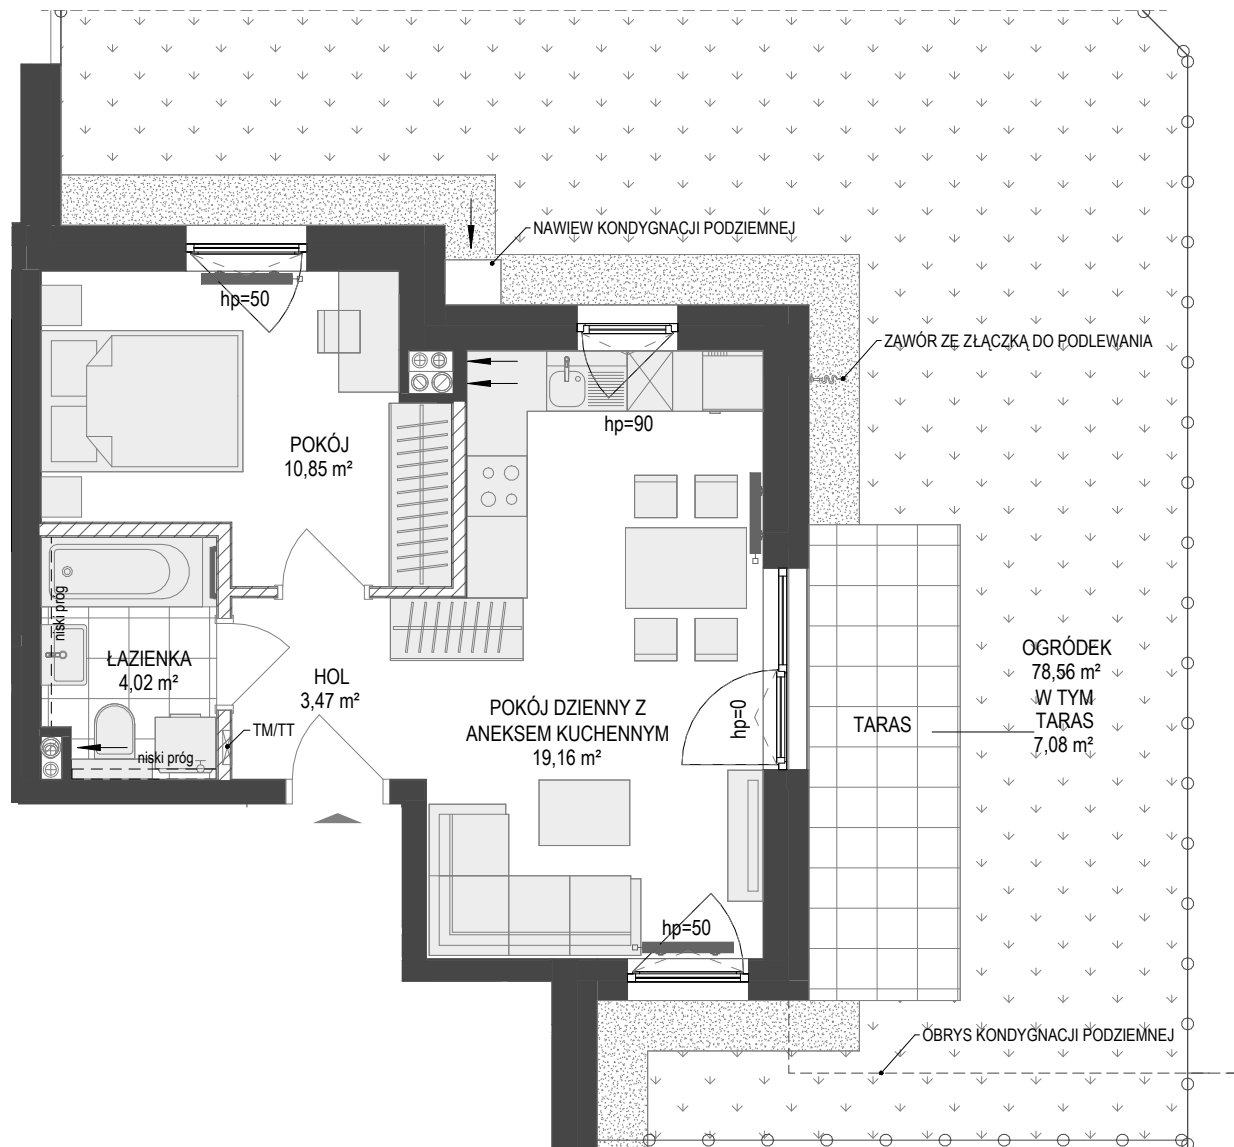 NAWIEW KONDYGNACJI PODZIEMNEJ
hp=50
ZAWÓR ZE ZŁĄCZKĄ DO PODLEWANIA
hp=90
POKÓJ
10,85 m²
niski próg
ŁAZIENKA
4,02 m²
HOL
3,47 m²
TM/TT
niski próg
POKÓJ DZIENNY Z
ANEKSEM KUCHENNYM
19,16 m²
hp=0
TARAS
OGRÓDEK
78,56 m²
W TYM
TARAS
7,08 m²
hp=50
OBRYS KONDYGNACJI PODZIEMNEJ